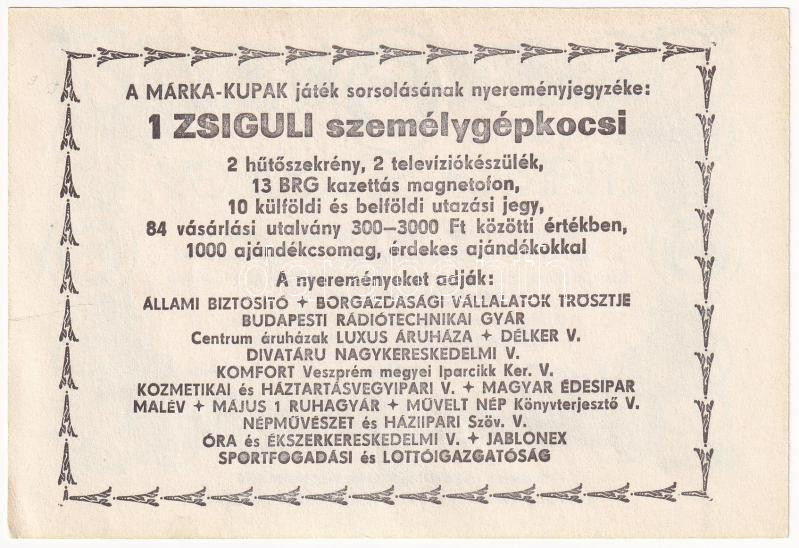 A MÁRKA-KUPAK játék sorsolásának nyereményjegyzéke:
1 ZSIGULI személygépkocsi
2 hűtőszekrény, 2 televíziókészülék,
13 BRG kazettás magnetofon,
10 külföldi és belföldi utazási jegy,
84 vásárlási utalvány 300—3000 Ft közötti értékben,
1000 ajándékcsomag, érdekes ajándékokkal
A nyereményeket adják:
ÁLLAMI BIZTOSÍTÓ ✦ BORGAZDASÁGI VÁLLALATOK TRÖSZTJE
BUDAPESTI RÁDIÓTECHNIKAI GYÁR
Centrum áruházak LUXUS ÁRUHÁZA ✦ DÉLKER V.
DIVATÁRU NAGYKERESKEDELMI V.
KOMFORT Veszprém megyei Iparcikk Ker. V.
KOZMETIKAI és HÁZTARTÁSVEGYIPARI V. ✦ MAGYAR ÉDESIPAR
MALÉV ✦ MÁJUS 1 RUHAGYÁR ✦ MŰVELT NÉP Könyvterjesztő V.
NÉPMŰVÉSZET és HÁZIIPARI Szöv. V.
ÓRA és ÉKSZERKERESKEDELMI V. ✦ JABLONEX
SPORTFOGADÁSI és LOTTÓIGAZGATÓSÁG